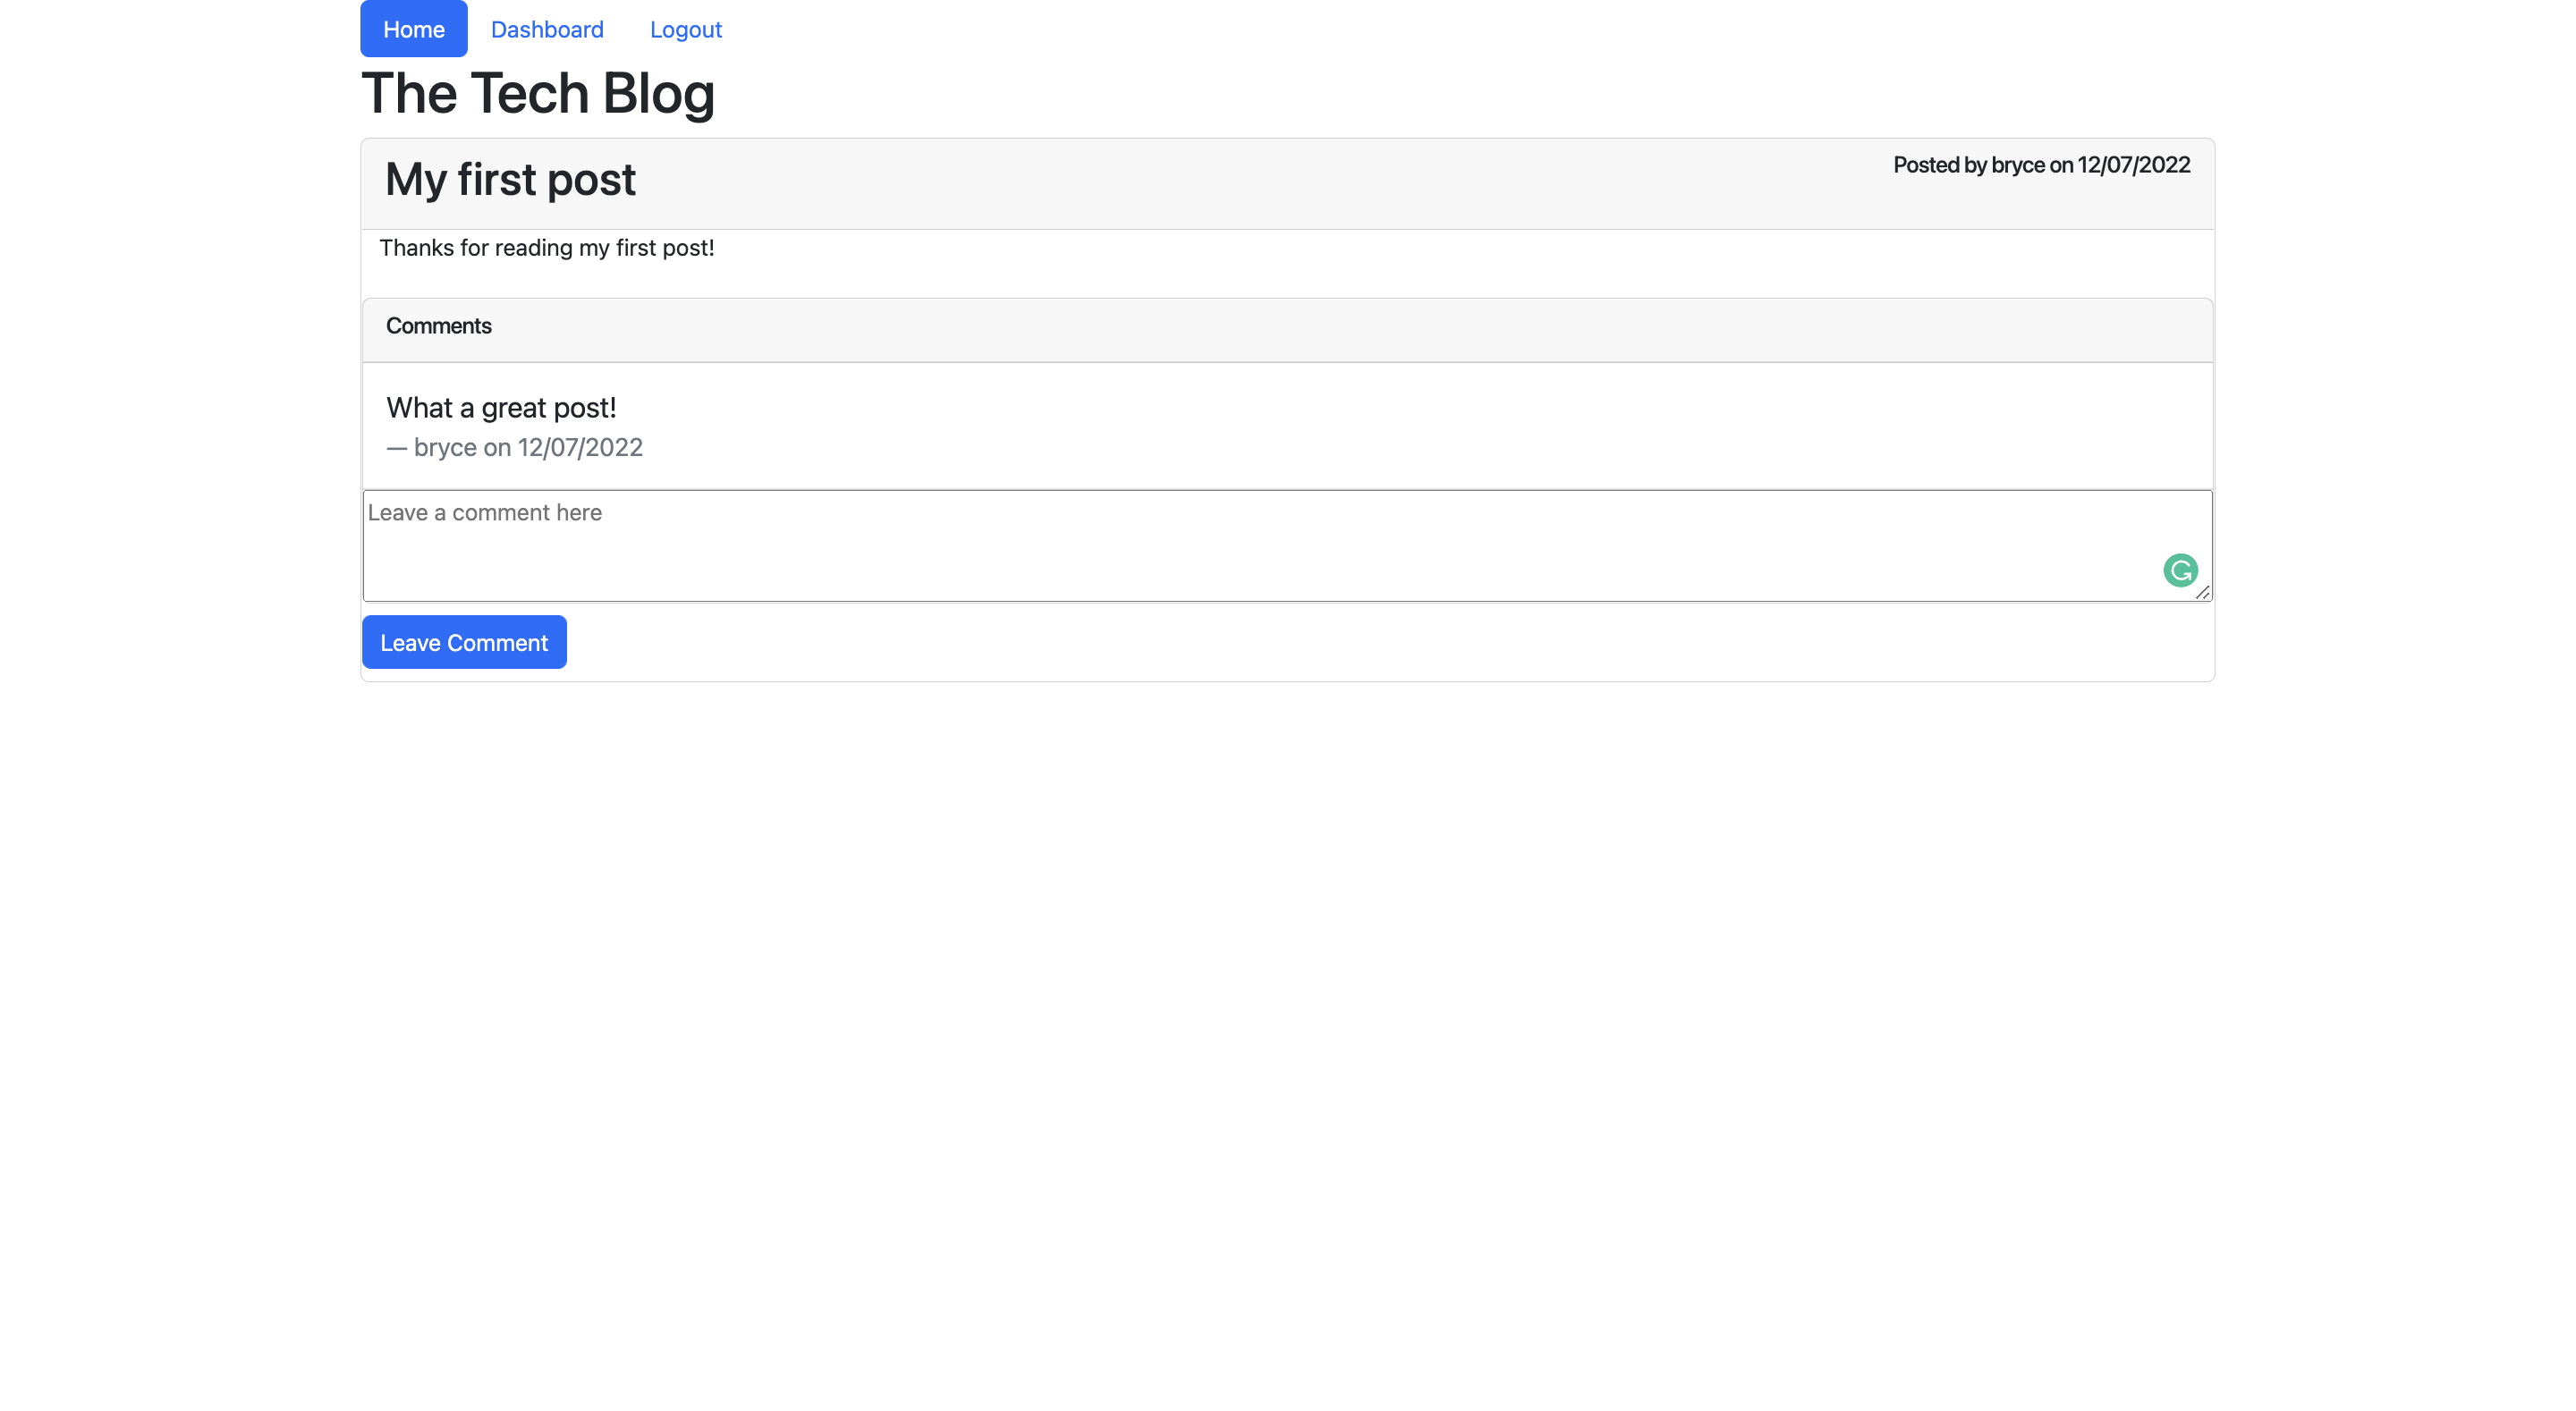 Home Dashboard Logout
The Tech Blog
My first post
Posted by bryce on 12/07/2022
Thanks for reading my first post!
Comments
What a great post!
— bryce on 12/07/2022
Leave a comment here
Leave Comment